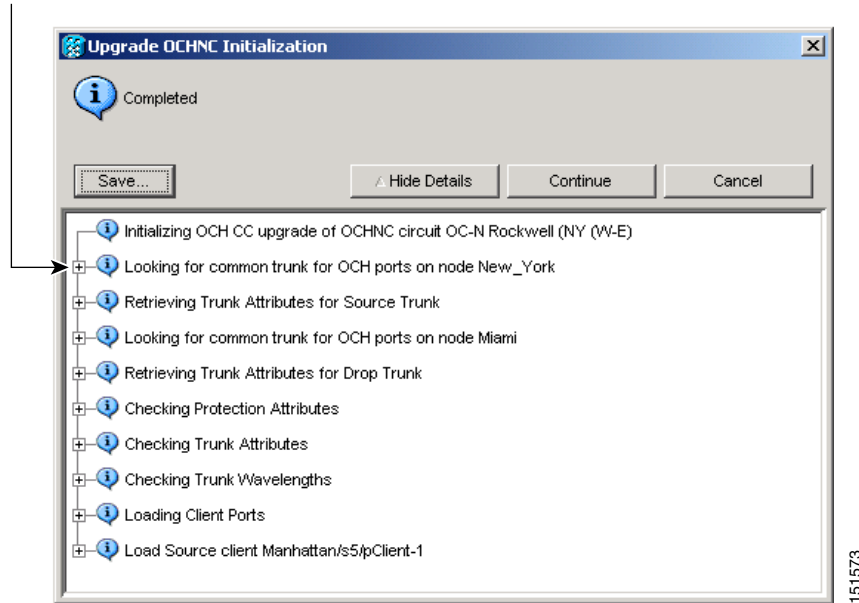 Upgrade OCHNC Initialization
Completed
Save...
Hide Details
Continue
Cancel
Initializing OCH CC upgrade of OCHNC circuit OC-N Rockwell (NY (W-E)
Looking for common trunk for OCH ports on node New_York
Retrieving Trunk Attributes for Source Trunk
Looking for common trunk for OCH ports on node Miami
Retrieving Trunk Attributes for Drop Trunk
Checking Protection Attributes
Checking Trunk Attributes
Checking Trunk Wavelengths
Loading Client Ports
Load Source client Manhattan/s5/pClient-1
151573